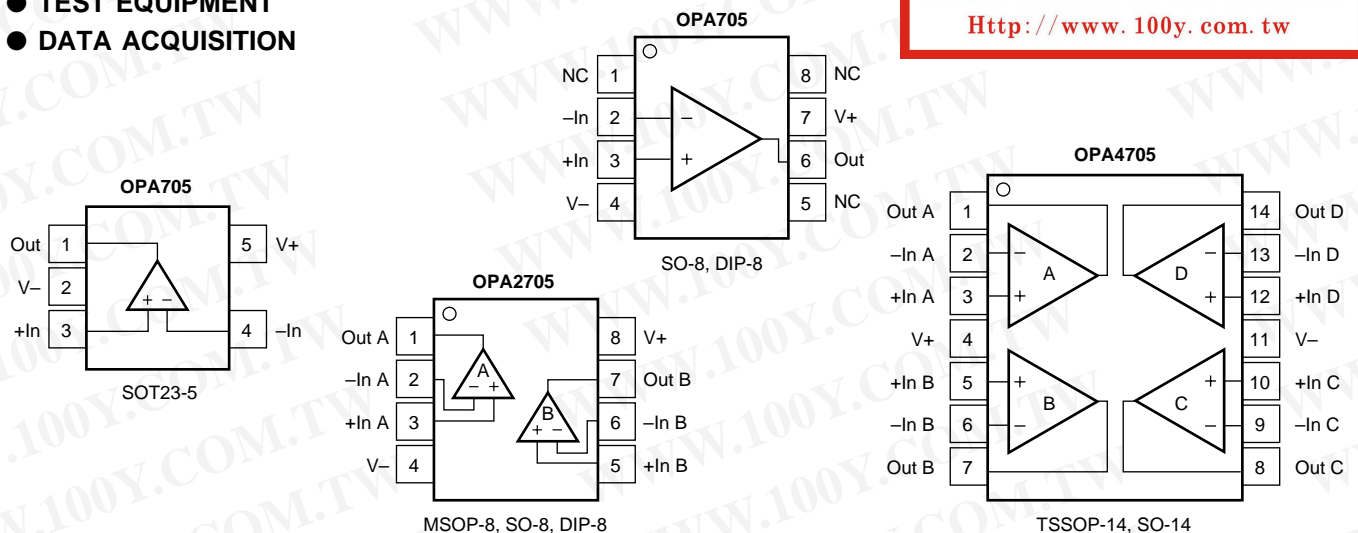 ● TEST EQUIPMENT
● DATA ACQUISITION
Http://www.100y.com.tw
OPA705
NC 1 8 NC
–In 2 – 7 V+
+In 3 + 6 Out
V– 4 5 NC
SO-8, DIP-8
OPA705
Out 1 5 V+
V– 2
+ –
+In 3 4 –In
SOT23-5
OPA2705
Out A 1 8 V+
A
–In A 2 – + 7 Out B
B
+In A 3 + – 6 –In B
V– 4 5 +In B
MSOP-8, SO-8, DIP-8
OPA4705
Out A 1 14 Out D
–In A 2 – – 13 –In D
A D
+In A 3 + + 12 +In D
V+ 4 11 V–
+In B 5 + + 10 +In C
B C
–In B 6 – – 9 –In C
Out B 7 8 Out C
TSSOP-14, SO-14
WWW.100Y.COM.TW